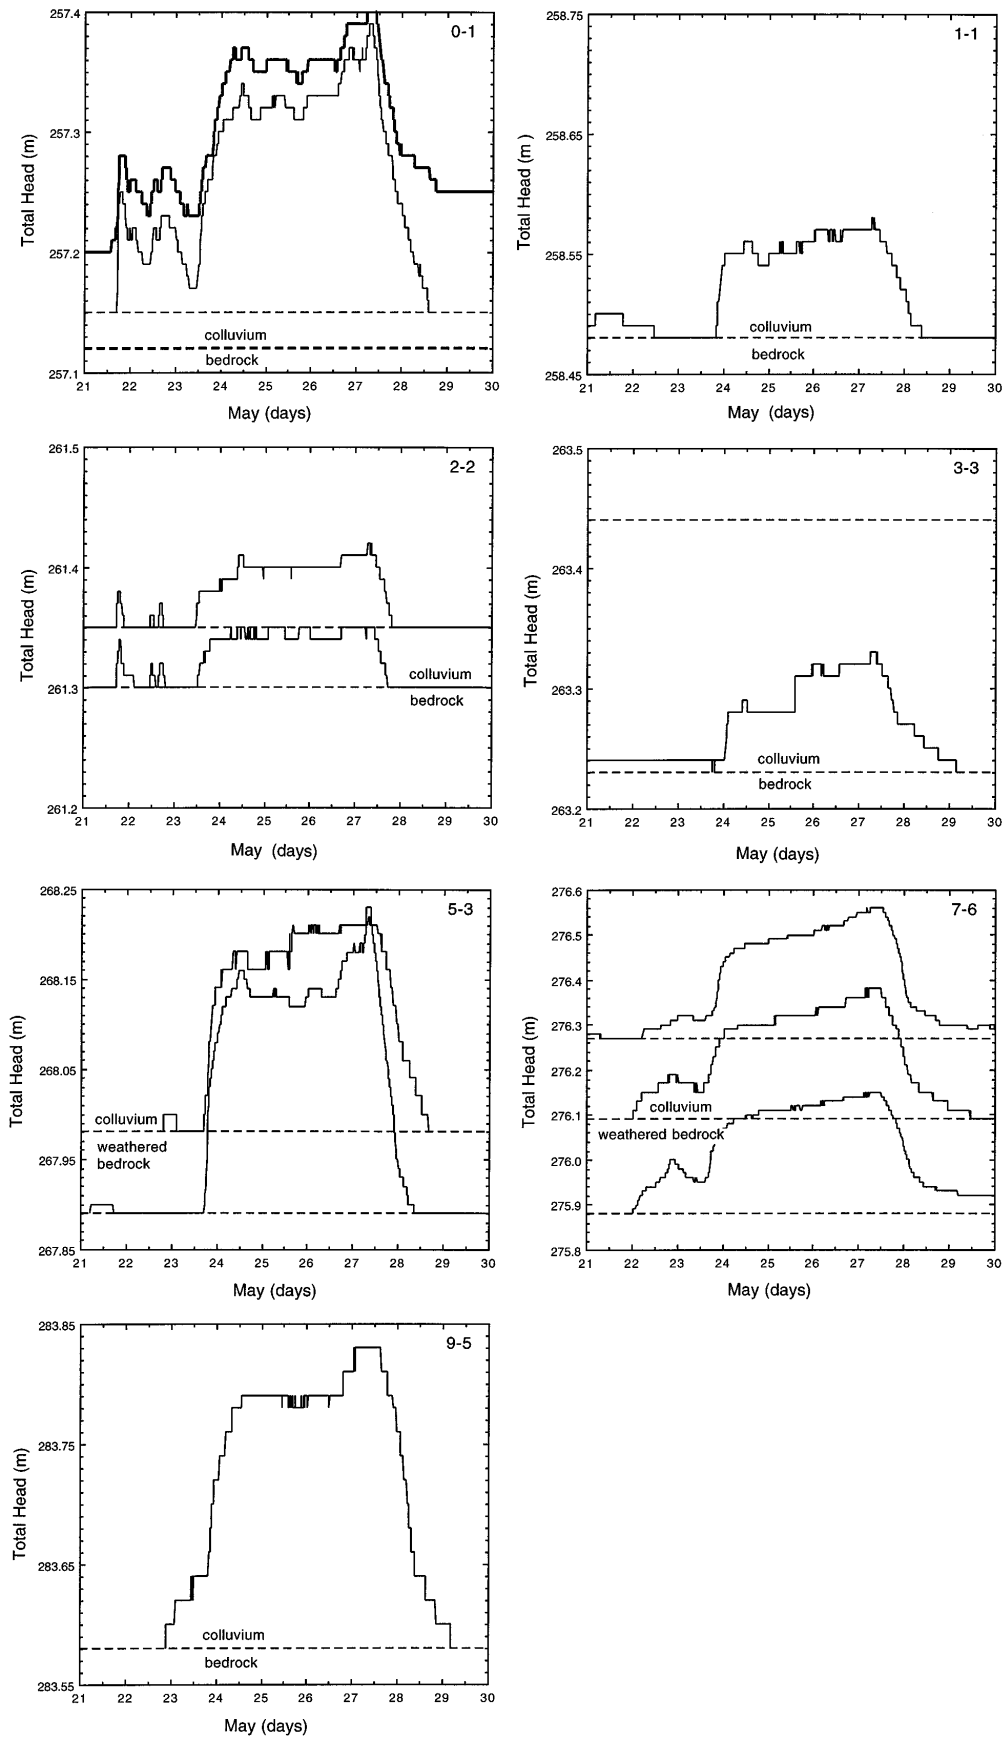 0-1
Total Head (m)
257.4
257.3
257.2
257.1
colluvium
bedrock
21 22 23 24 25 26 27 28 29 30
May (days)
1-1
Total Head (m )
258.75
258.65
258.55
258.45
colluvium
bedrock
21 22 23 24 25 26 27 28 29 30
May (days)
2-2
Total Head (m)
261.5
261.4
261.3
261.2
colluvium
bedrock
21 22 23 24 25 26 27 28 29 30
May (days)
3-3
Total Head (m)
263.5
263.4
263.3
263.2
colluvium
bedrock
21 22 23 24 25 26 27 28 29 30
May (days)
5-3
Total Head (m)
268.25
268.15
268.05
267.95
267.85
colluvium
weathered
bedrock
21 22 23 24 25 26 27 28 29 30
May (days)
7-6
Total Head (m)
276.6
276.5
276.4
276.3
276.2
276.1
276.0
275.9
275.8
colluvium
weathered bedrock
21 22 23 24 25 26 27 28 29 30
May (days)
9-5
Total Head (m)
283.85
283.75
283.65
283.55
colluvium
bedrock
21 22 23 24 25 26 27 28 29 30
May (days)